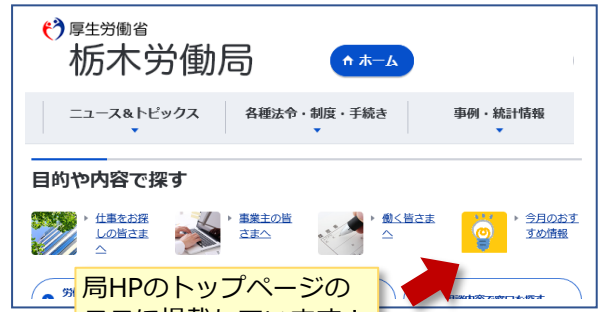 厚生労働省
栃木労働局
ホーム
ニュース&トピックス
各種法令・制度・手続き
事例・統計情報
目的や内容で探す
仕事をお探
しの皆さま
へ
事業主の皆
さまへ
働く皆さま
へ
今月のおす
すめ情報
局HPのトップページの